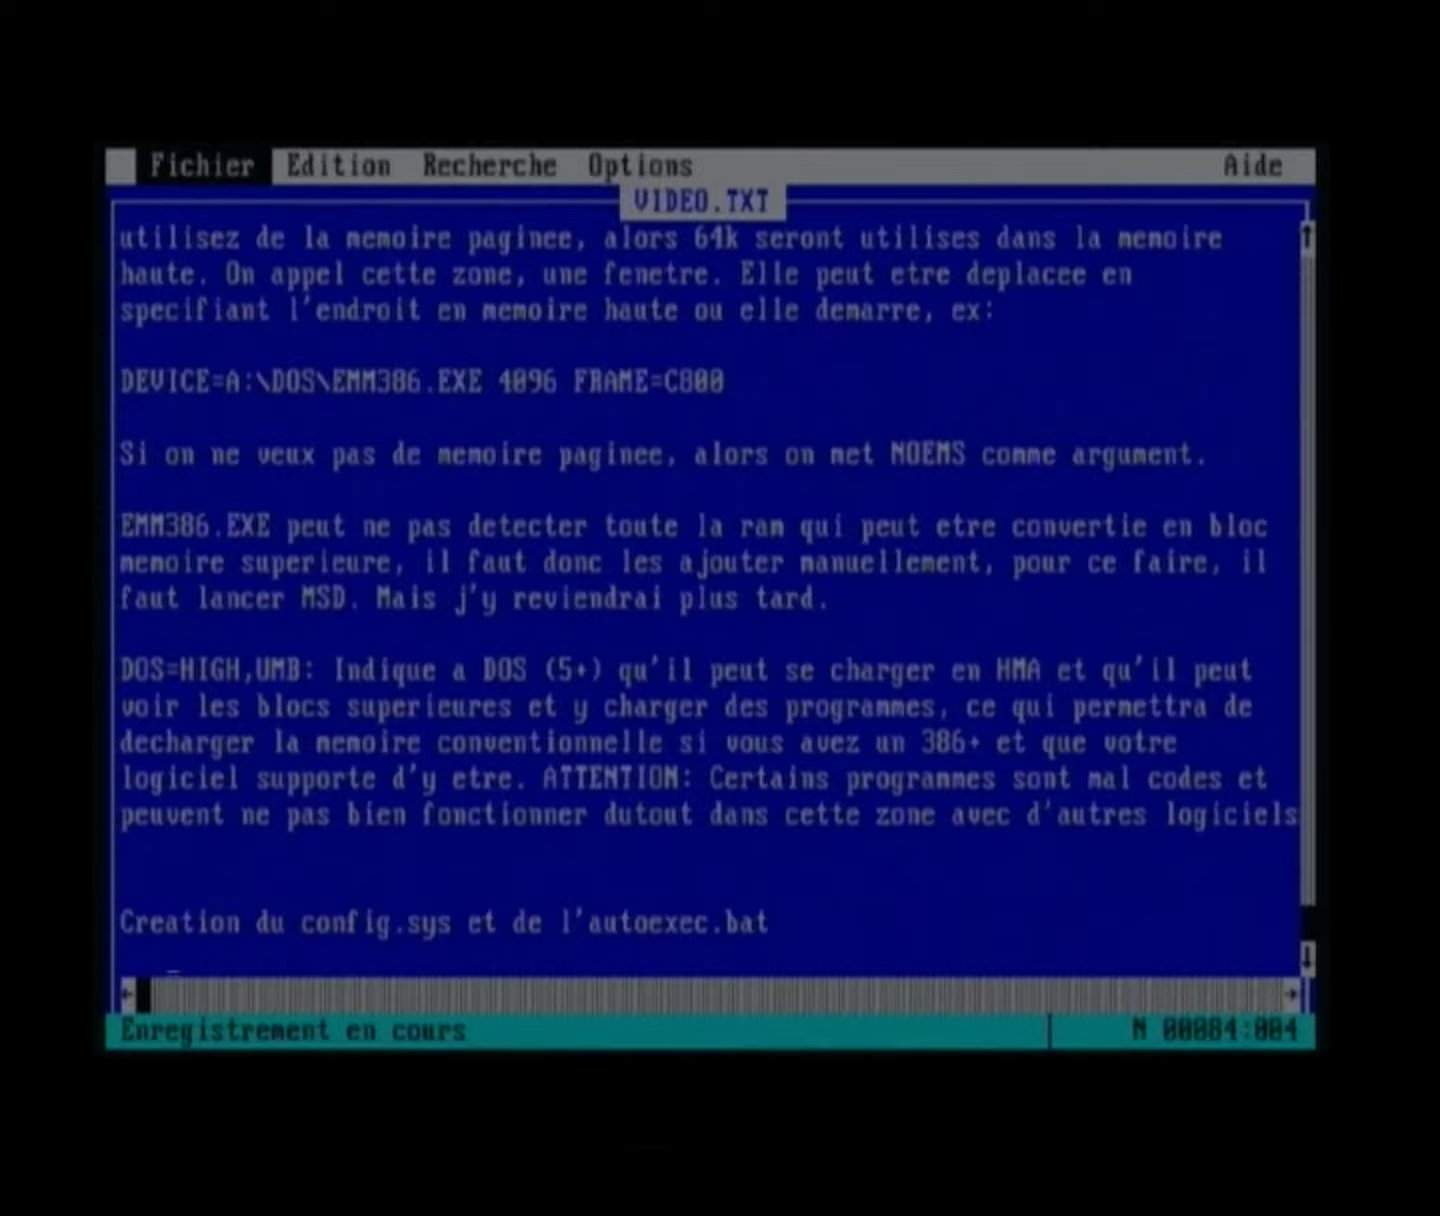 Fichier Edition Recherche Options Aide
VIDEO.TXT
utilisez de la memoire paginee, alors 64k seront utilises dans la memoire
haute. On appel cette zone, une fenetre. Elle peut etre deplacee en
specifiant l'endroit en memoire haute ou elle demarre, ex:
DEVICE=A:\DOS\EMM386.EXE 4096 FRAME=C800
Si on ne veux pas de memoire paginee, alors on met NOEMS comme argument.
EMM386.EXE peut ne pas detecter toute la ram qui peut etre convertie en bloc
memoire superieure, il faut donc les ajouter manuellement, pour ce faire, il
faut lancer MSD. Mais j'y reviendrai plus tard.
DOS=HIGH,UMB: Indique a DOS (5+) qu'il peut se charger en HMA et qu'il peut
voir les blocs superieures et y charger des programmes, ce qui permettra de
decharger la memoire conventionnelle si vous avez un 386+ et que votre
logiciel supporte d'y etre. ATTENTION: Certains programmes sont mal codes et
peuvent ne pas bien fonctionner dutout dans cette zone avec d'autres logiciels
Creation du config.sys et de l'autoexec.bat
Enregistrement en cours N 00084:004